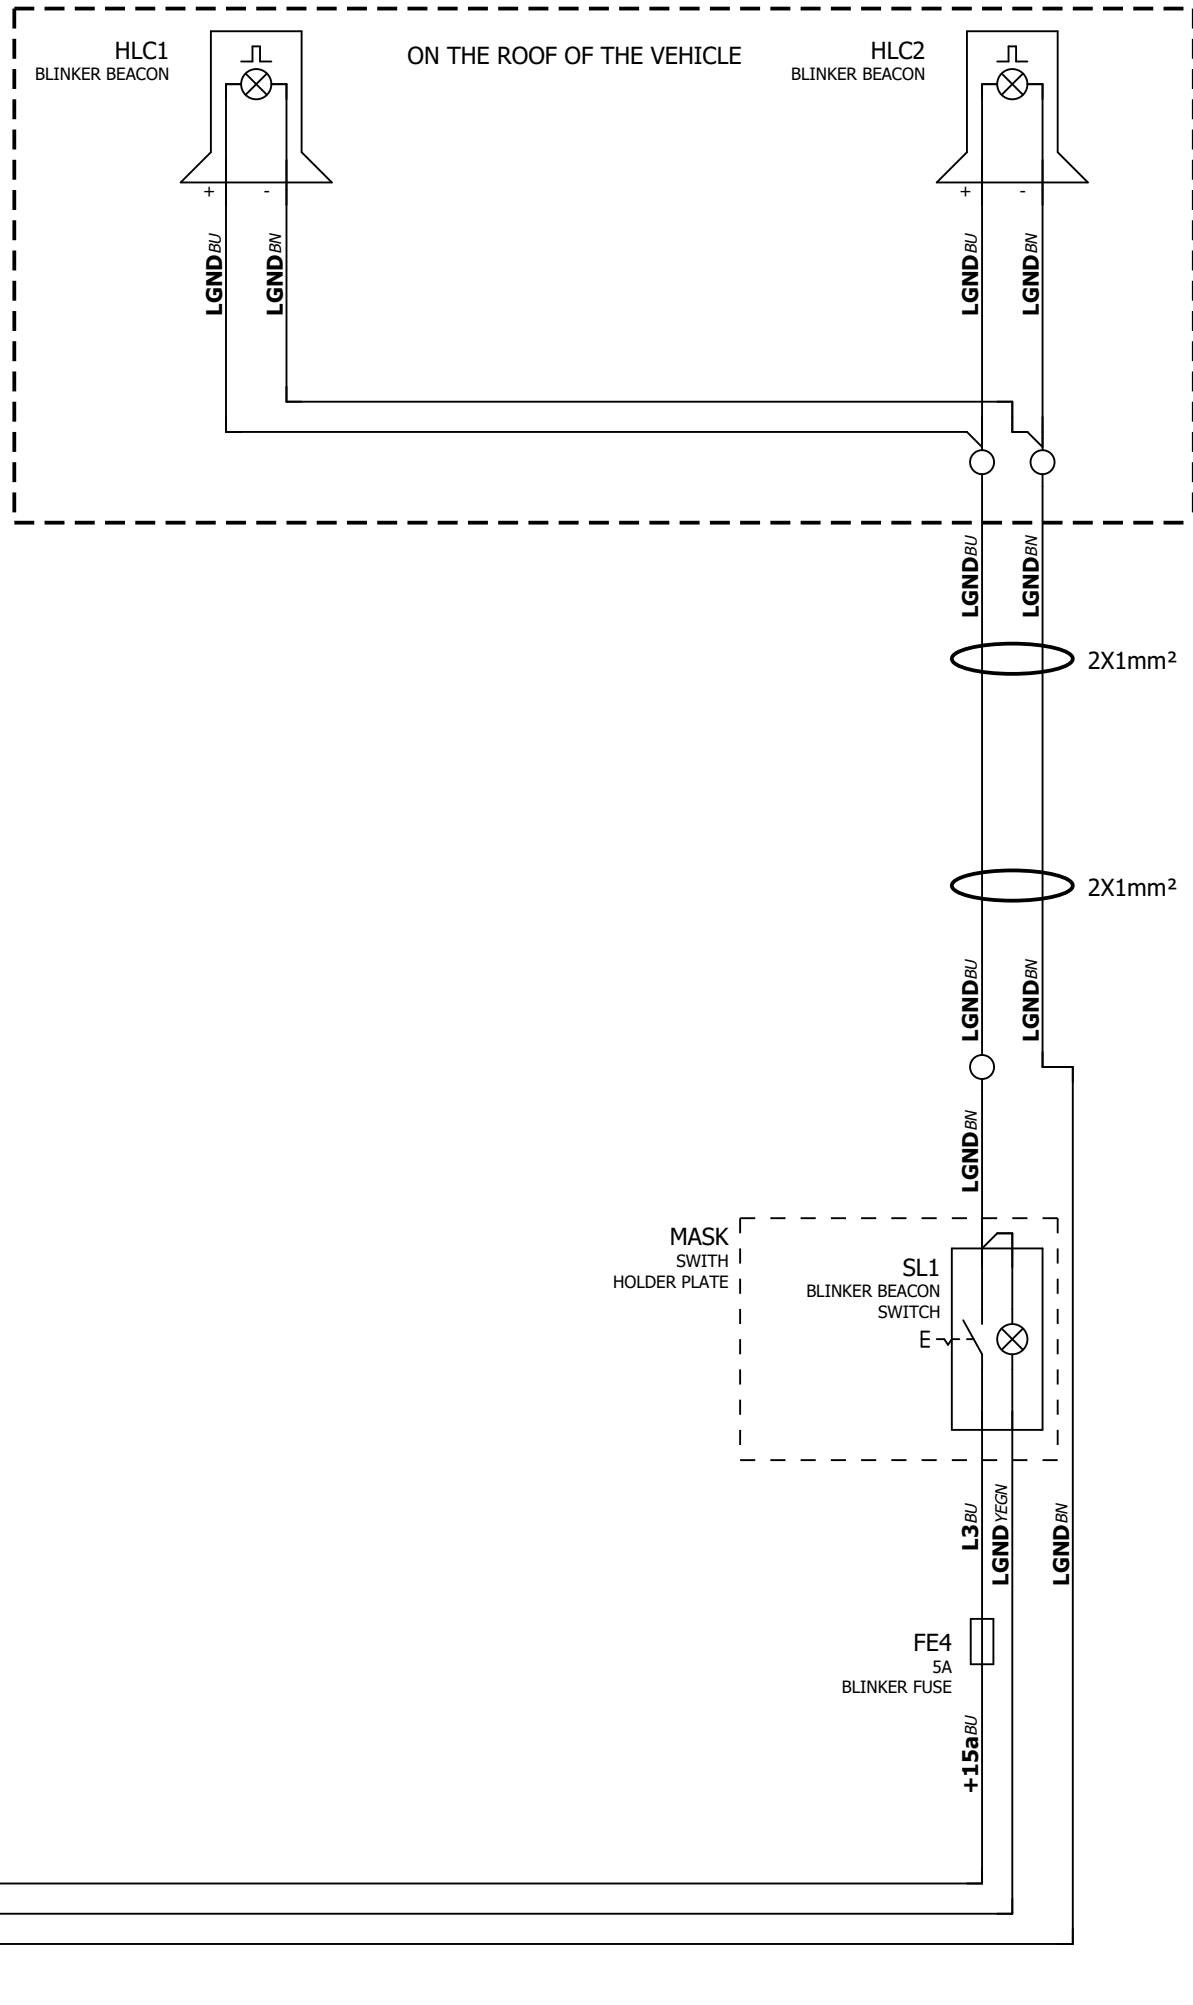 HLC1
BLINKER BEACON
ON THE ROOF OF THE VEHICLE
HLC2
BLINKER BEACON
+ -
+ -
LGNDBU
LGNDBN
LGNDBU
LGNDBN
LGNDBU
LGNDBN
2X1mm²
2X1mm²
LGNDBU
LGNDBN
LGNDBN
MASK
SWITH
HOLDER PLATE
SL1
BLINKER BEACON
SWITCH
L3BU
LGNDYEGN
LGNDBN
FE4
5A
BLINKER FUSE
+15aBU